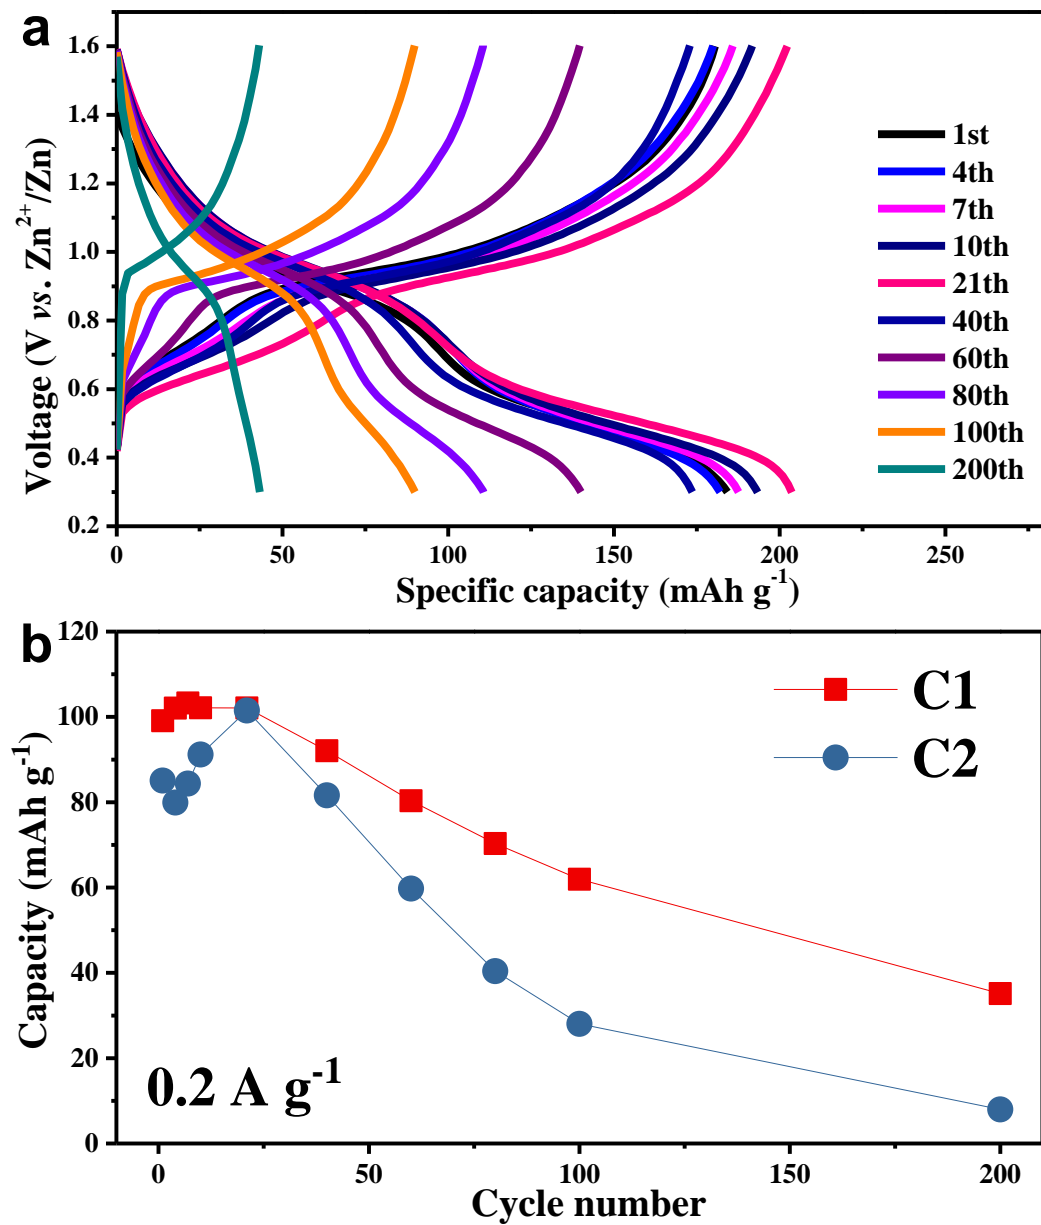 a
Voltage (V vs. Zn²⁺/Zn)
1.6
1.4
1.2
1.0
0.8
0.6
0.4
0.2
0 50 100 150 200 250
Specific capacity (mAh g⁻¹)
1st
4th
7th
10th
21th
40th
60th
80th
100th
200th
b
Capacity (mAh g⁻¹)
120
100
80
60
40
20
0
0 50 100 150 200
Cycle number
C1
C2
0.2 A g⁻¹